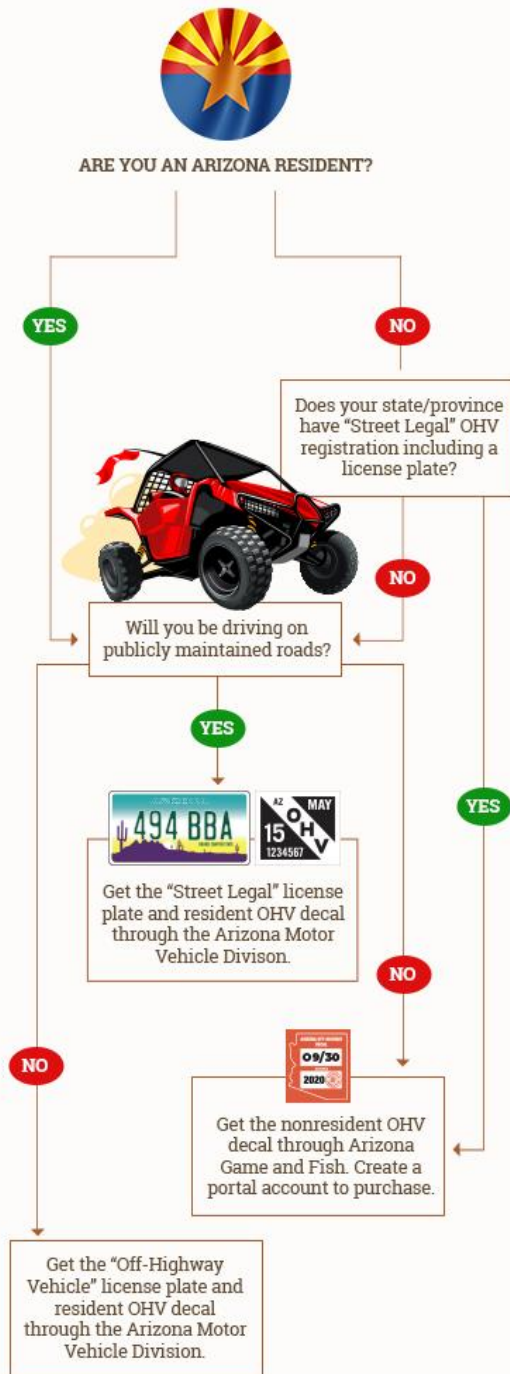 ARE YOU AN ARIZONA RESIDENT?
YES
NO
Does your state/province
have “Street Legal” OHV
registration including a
license plate?
NO
Will you be driving on
publicly maintained roads?
YES
YES
494 BBA
AZ
MAY
15
OHV
1234567
Get the “Street Legal” license
plate and resident OHV decal
through the Arizona Motor
Vehicle Divison.
NO
NO
09/30
2020
Get the nonresident OHV
decal through Arizona
Game and Fish. Create a
portal account to purchase.
Get the “Off-Highway
Vehicle” license plate and
resident OHV decal
through the Arizona Motor
Vehicle Division.